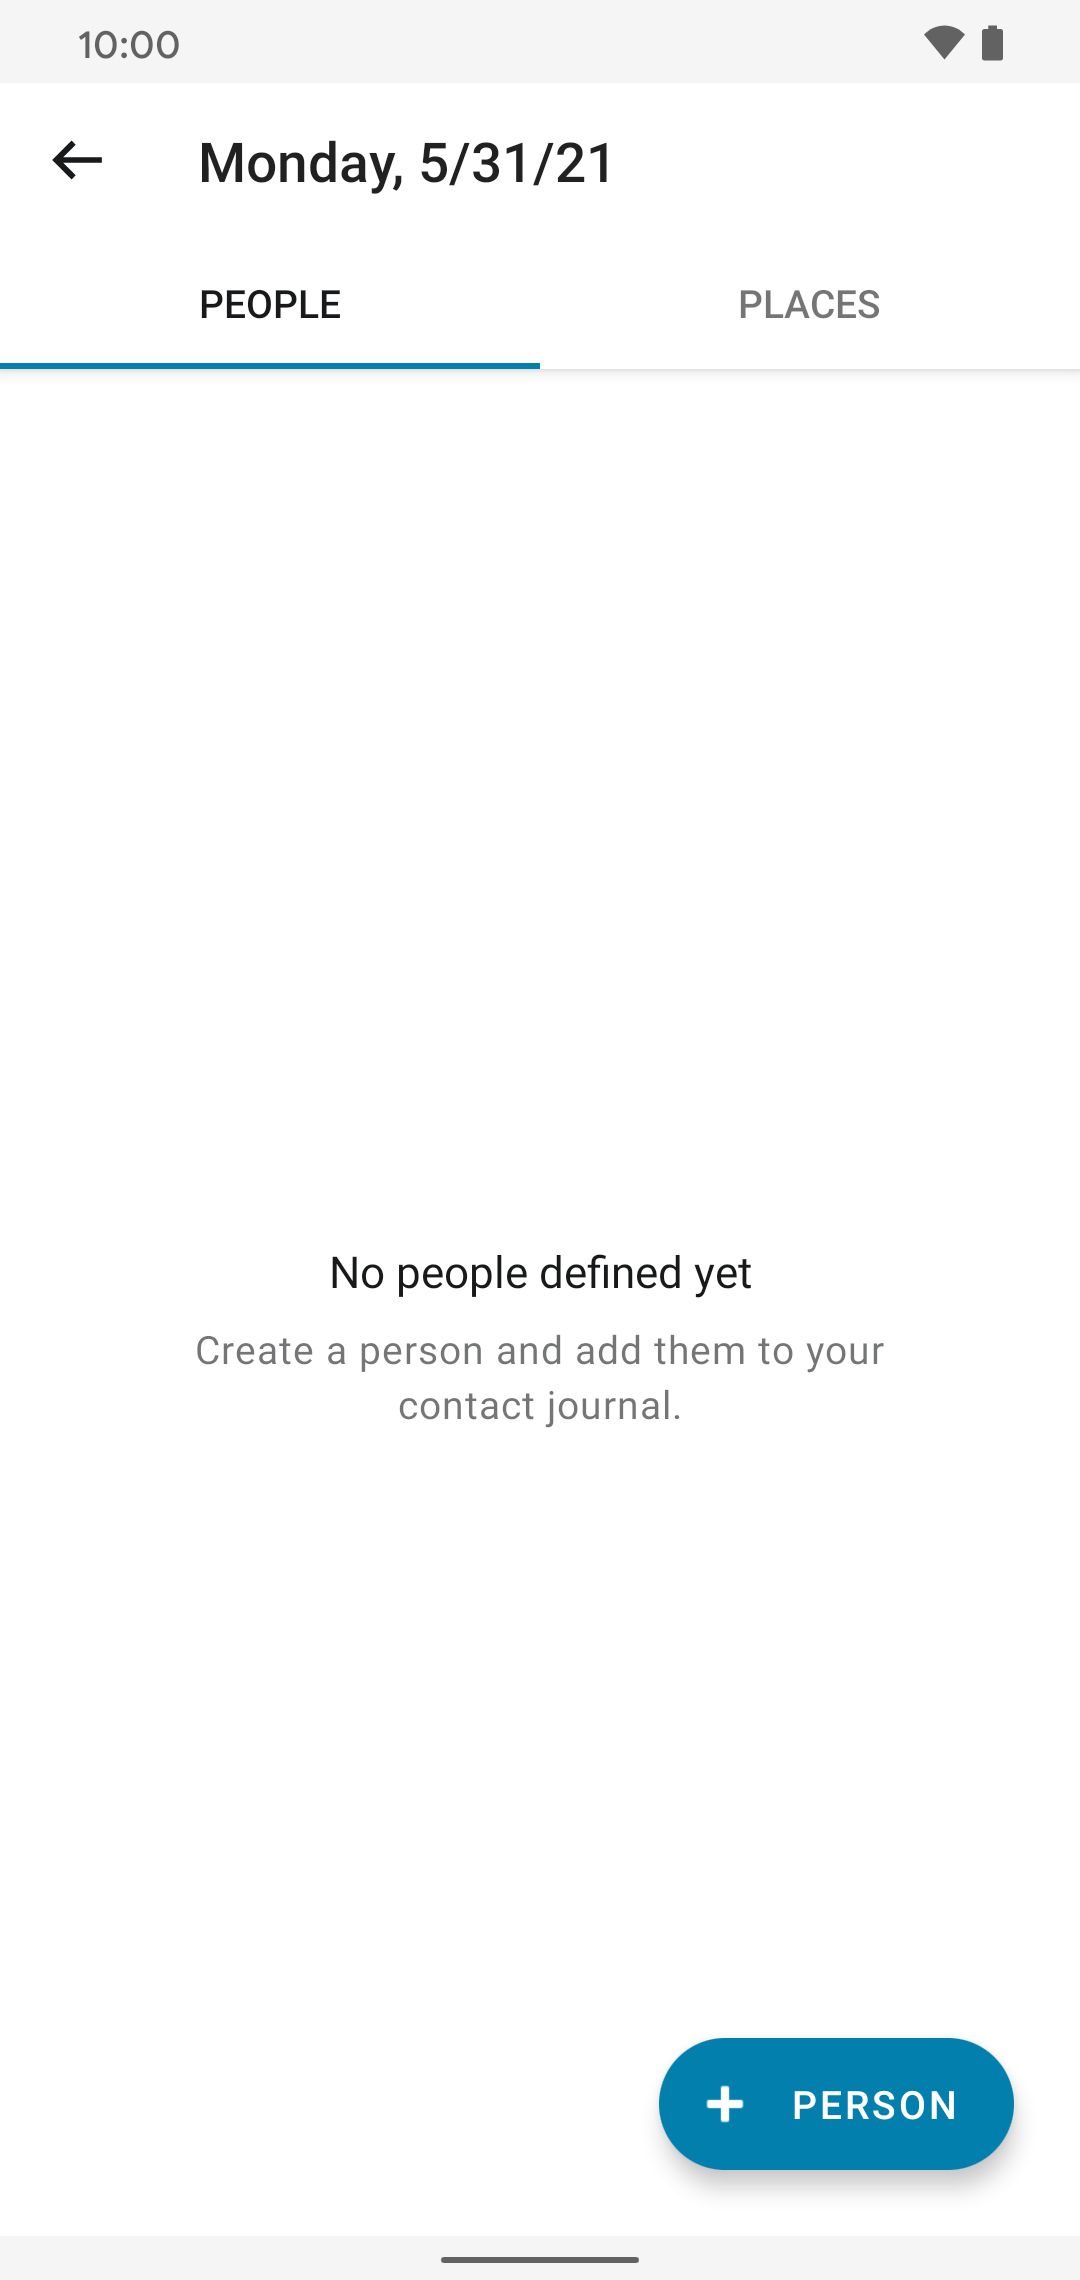 10:00
Monday, 5/31/21
PEOPLE
PLACES
No people defined yet
Create a person and add them to your
contact journal.
PERSON